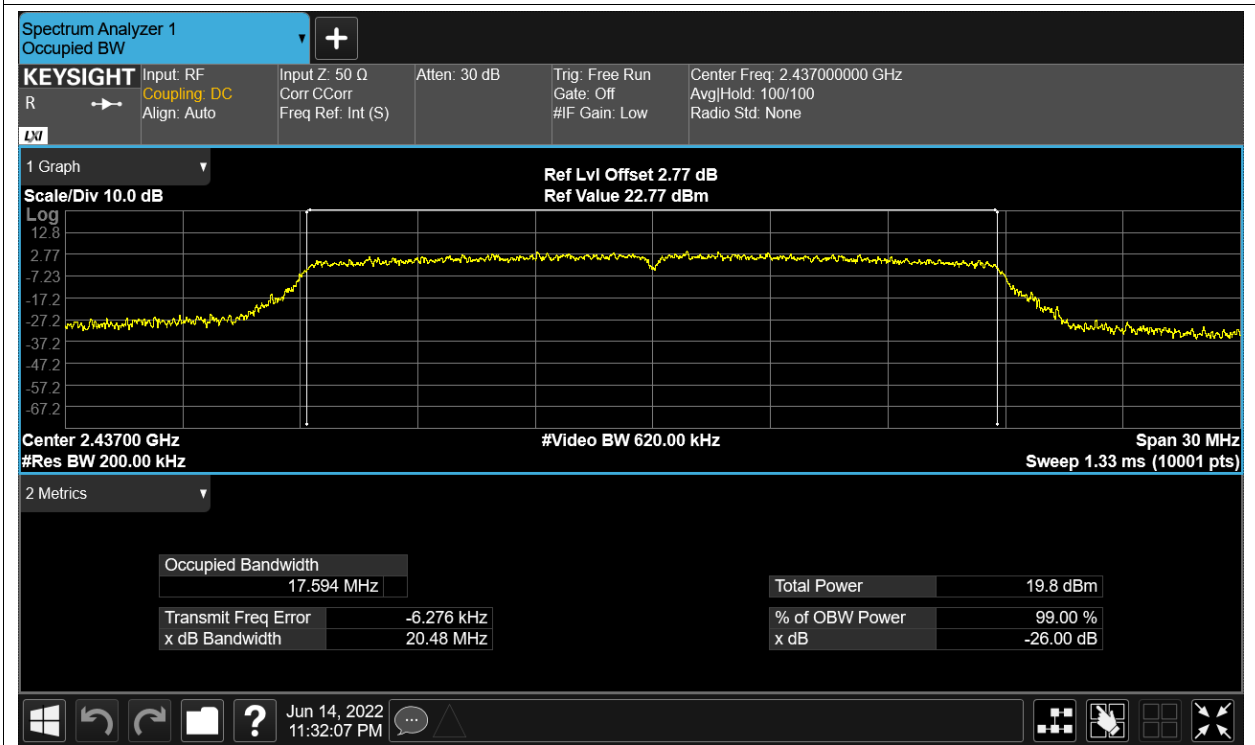 Spectrum Analyzer 1
Occupied BW
KEYSIGHT
R
LXI
Input: RF
Coupling: DC
Align: Auto
Input Z: 50 Ω
Corr CCorr
Freq Ref: Int (S)
Atten: 30 dB
Trig: Free Run
Gate: Off
#IF Gain: Low
Center Freq: 2.437000000 GHz
Avg|Hold: 100/100
Radio Std: None
1 Graph
Scale/Div 10.0 dB
Ref Lvl Offset 2.77 dB
Ref Value 22.77 dBm
Log
12.8
2.77
-7.23
-17.2
-27.2
-37.2
-47.2
-57.2
-67.2
Center 2.43700 GHz
#Video BW 620.00 kHz
Span 30 MHz
#Res BW 200.00 kHz
Sweep 1.33 ms (10001 pts)
2 Metrics
Occupied Bandwidth
17.594 MHz
Transmit Freq Error -6.276 kHz
x dB Bandwidth 20.48 MHz
Total Power 19.8 dBm
% of OBW Power 99.00 %
x dB -26.00 dB
?
Jun 14, 2022
11:32:07 PM